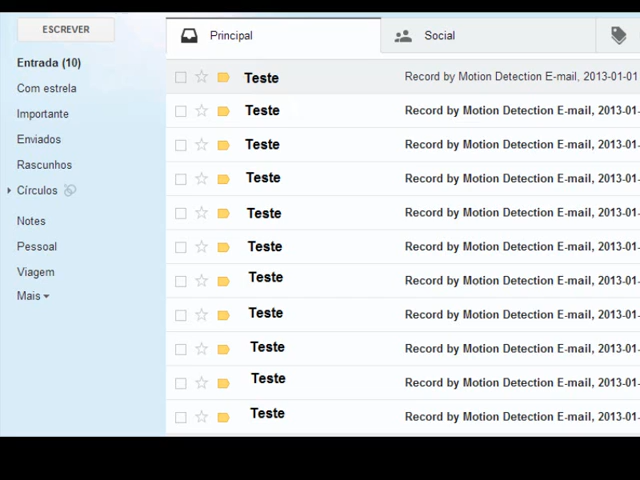 ESCREVER
Principal
Social
Entrada (10)
Com estrela
Importante
Enviados
Rascunhos
Círculos
Notes
Pessoal
Viagem
Mais
Teste Record by Motion Detection E-mail, 2013-01-01
Teste Record by Motion Detection E-mail, 2013-01-
Teste Record by Motion Detection E-mail, 2013-01-
Teste Record by Motion Detection E-mail, 2013-01-
Teste Record by Motion Detection E-mail, 2013-01-
Teste Record by Motion Detection E-mail, 2013-01-
Teste Record by Motion Detection E-mail, 2013-01-
Teste Record by Motion Detection E-mail, 2013-01-
Teste Record by Motion Detection E-mail, 2013-01-
Teste Record by Motion Detection E-mail, 2013-01-
Teste Record by Motion Detection E-mail, 2013-01-